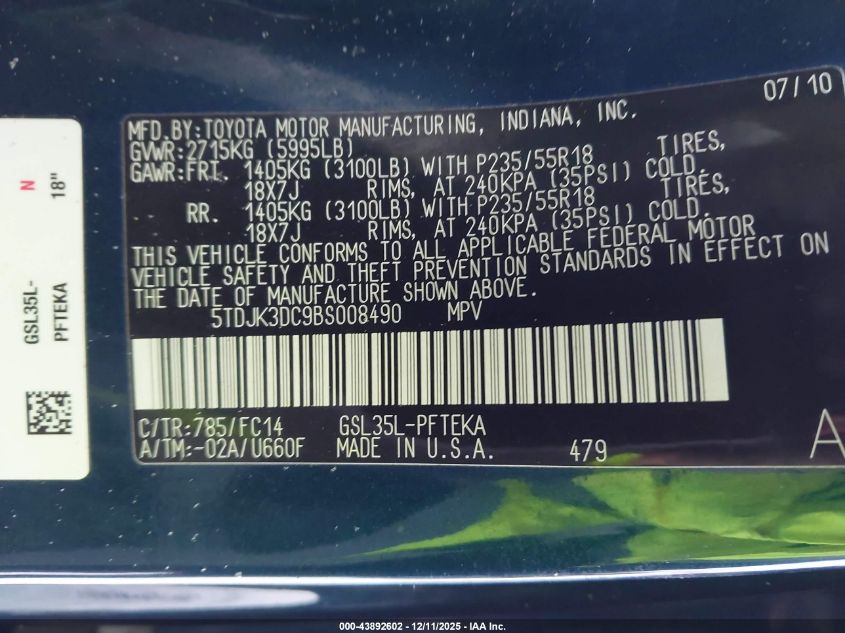 07/10
MFD.BY:TOYOTA MOTOR MANUFACTURING, INDIANA, INC.
GVWR:2715KG (5995LB)
GAWR:FRT. 1405KG (3100LB) WITH P235/55R18 TIRES,
18X7J RIMS, AT 240KPA (35PSI) COLD.
RR. 1405KG (3100LB) WITH P235/55R18 TIRES,
18X7J RIMS, AT 240KPA (35PSI) COLD.
THIS VEHICLE CONFORMS TO ALL APPLICABLE FEDERAL MOTOR
VEHICLE SAFETY AND THEFT PREVENTION STANDARDS IN EFFECT ON
THE DATE OF MANUFACTURE SHOWN ABOVE.
5TDJK3DC9BS008490 MPV
C/TR:785/FC14 GSL35L-PFTEKA
A/TM:-02A/U660F MADE IN U.S.A. 479
A
GSL35L-
PFTEKA
N
18"
000-43892602 - 12/11/2025 - IAA Inc.